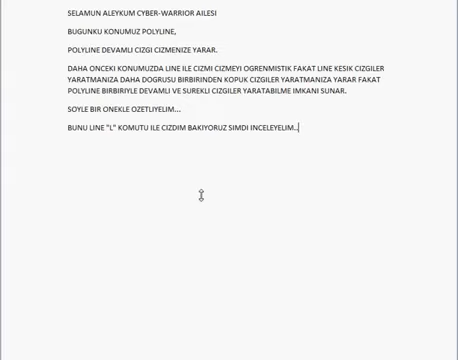 SELAMUN ALEYKUM CYBER-WARRIOR AILESI
BUGUNKU KONUMUZ POLYLINE,
POLYLINE DEVAMLI CIZGI CIZMENIZE YARAR.
DAHA ONCEKI KONUMUZDA LINE ILE CIZMI CIZMEYI OGRENMISTIK FAKAT LINE KESIK CIZGILER
YARATMANIZA DAHA DOGRUSU BIRBIRINDEN KOPUK CIZGILER YARATMANIZA YARAR FAKAT
POLYLINE BIRBIRIYLE DEVAMLI VE SUREKLI CIZGILER YARATABILME IMKANI SUNAR.
SOYLE BIR ONEKLE OZETLIYELIM...
BUNU LINE "L" KOMUTU ILE CIZDIM BAKIYORUZ SIMDI INCELEYELIM..